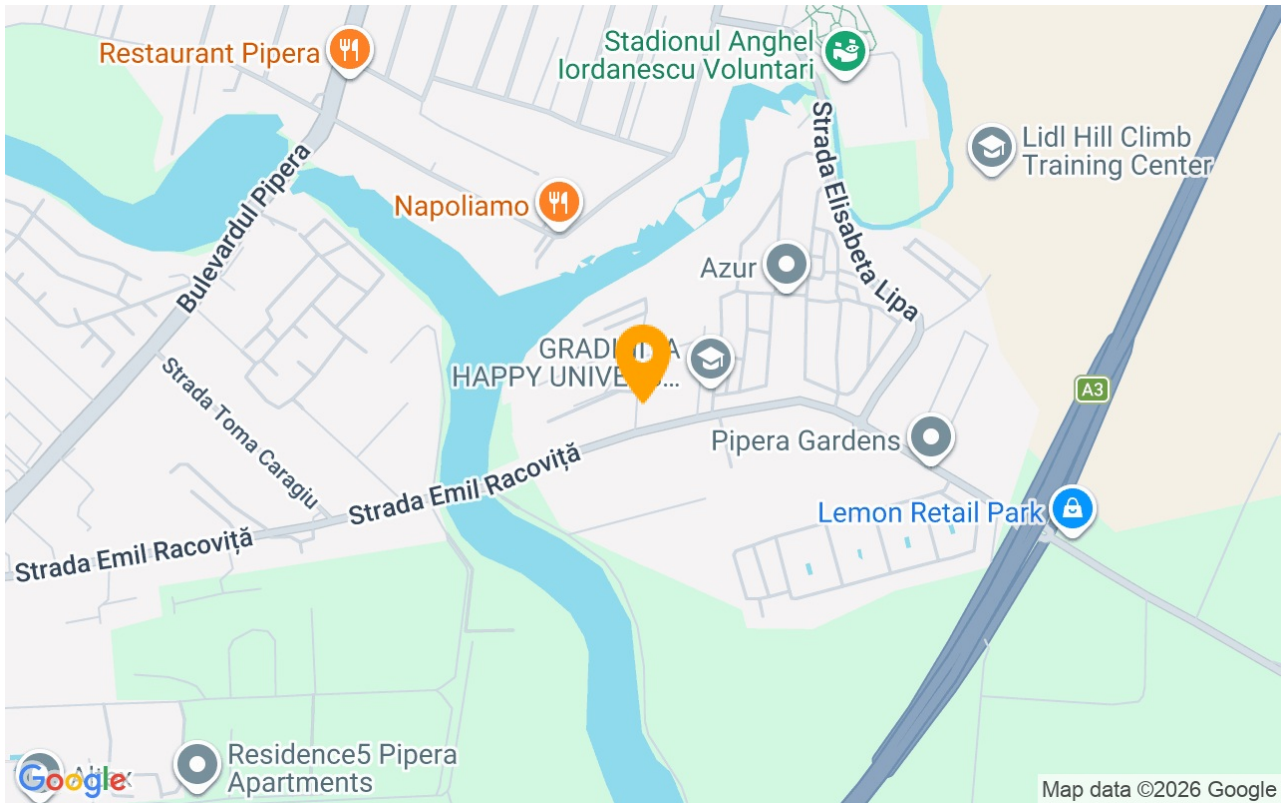 Restaurant Pipera
Stadionul Anghel
Iordanescu Voluntari
Lidl Hill Climb
Training Center
Strada Elisabeta Lipa
Bulevardul Pipera
Napoliamo
Azur
HAPPY
A3
Strada Toma Caragiu
Pipera Gardens
Strada Emil Racoviță
Lemon Retail Park
Strada Emil Racoviță
Residence5 Pipera
Apartments
Google
Map data ©2026 Google